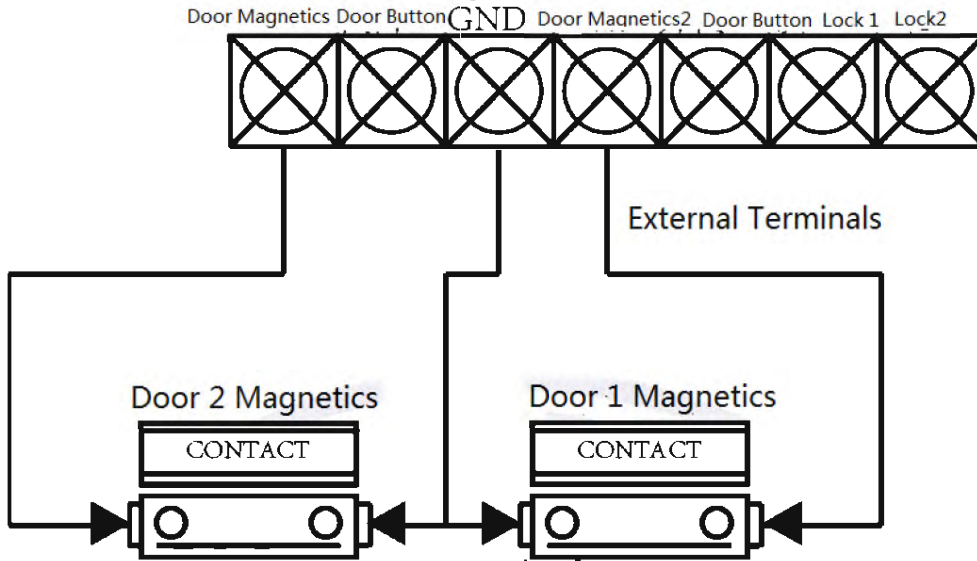 Door Magnetics Door Button GND Door Magnetics2 Door Button Lock 1 Lock2
External Terminals
Door 2 Magnetics Door 1 Magnetics
CONTACT CONTACT